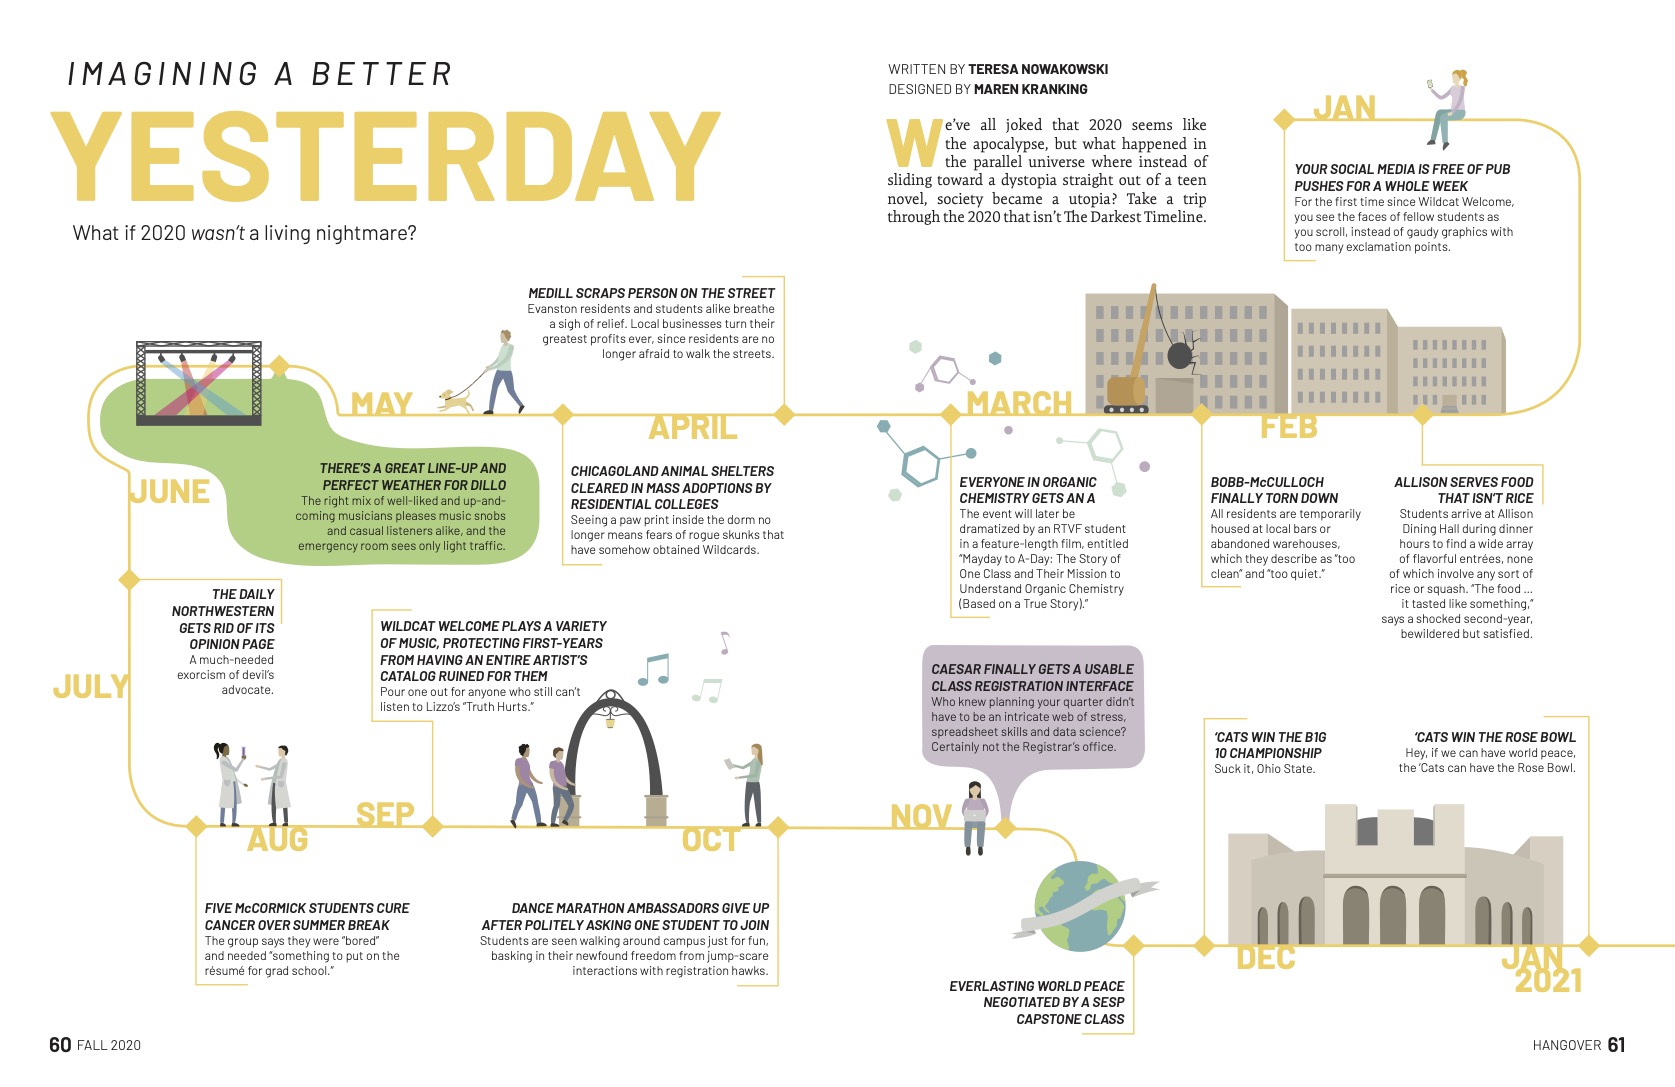 IMAGINING A BETTER
YESTERDAY
What if 2020 wasn't a living nightmare?
WRITTEN BY TERESA NOWAKOWSKI
DESIGNED BY MAREN KRANKING
We've all joked that 2020 seems like
the apocalypse, but what happened in
the parallel universe where instead of
sliding toward a dystopia straight out of a teen
novel, society became a utopia? Take a trip
through the 2020 that isn't The Darkest Timeline.
JAN
YOUR SOCIAL MEDIA IS FREE OF PUB
PUSHES FOR A WHOLE WEEK
For the first time since Wildcat Welcome,
you see the faces of fellow students as
you scroll, instead of gaudy graphics with
too many exclamation points.
FEB
ALLISON SERVES FOOD
THAT ISN'T RICE
Students arrive at Allison
Dining Hall during dinner
hours to find a wide array
of flavorful entrées, none
of which involve any sort of
rice or squash. "The food ...
it tasted like something,"
says a shocked second-year,
bewildered but satisfied.
BOBB-McCULLOCH
FINALLY TORN DOWN
All residents are temporarily
housed at local bars or
abandoned warehouses,
which they describe as "too
clean" and "too quiet."
MARCH
EVERYONE IN ORGANIC
CHEMISTRY GETS AN A
The event will later be
dramatized by an RTVF student
in a feature-length film, entitled
"Mayday to A-Day: The Story of
One Class and Their Mission to
Understand Organic Chemistry
(Based on a True Story)."
APRIL
MEDILL SCRAPS PERSON ON THE STREET
Evanston residents and students alike breathe
a sigh of relief. Local businesses turn their
greatest profits ever, since residents are no
longer afraid to walk the streets.
CHICAGOLAND ANIMAL SHELTERS
CLEARED IN MASS ADOPTIONS BY
RESIDENTIAL COLLEGES
Seeing a paw print inside the dorm no
longer means fears of rogue skunks that
have somehow obtained Wildcards.
MAY
THERE'S A GREAT LINE-UP AND
PERFECT WEATHER FOR DILLO
The right mix of well-liked and up-and-
coming musicians pleases music snobs
and casual listeners alike, and the
emergency room sees only light traffic.
JUNE
THE DAILY
NORTHWESTERN
GETS RID OF ITS
OPINION PAGE
A much-needed
exorcism of devil's
advocate.
JULY
AUG
FIVE McCORMICK STUDENTS CURE
CANCER OVER SUMMER BREAK
The group says they were "bored"
and needed "something to put on the
résumé for grad school."
SEP
WILDCAT WELCOME PLAYS A VARIETY
OF MUSIC, PROTECTING FIRST-YEARS
FROM HAVING AN ENTIRE ARTIST'S
CATALOG RUINED FOR THEM
Pour one out for anyone who still can't
listen to Lizzo's "Truth Hurts."
OCT
DANCE MARATHON AMBASSADORS GIVE UP
AFTER POLITELY ASKING ONE STUDENT TO JOIN
Students are seen walking around campus just for fun,
basking in their newfound freedom from jump-scare
interactions with registration hawks.
NOV
CAESAR FINALLY GETS A USABLE
CLASS REGISTRATION INTERFACE
Who knew planning your quarter didn't
have to be an intricate web of stress,
spreadsheet skills and data science?
Certainly not the Registrar's office.
EVERLASTING WORLD PEACE
NEGOTIATED BY A SESP
CAPSTONE CLASS
DEC
'CATS WIN THE B1G
10 CHAMPIONSHIP
Suck it, Ohio State.
JAN
2021
'CATS WIN THE ROSE BOWL
Hey, if we can have world peace,
the 'Cats can have the Rose Bowl.
60 FALL 2020
HANGOVER 61